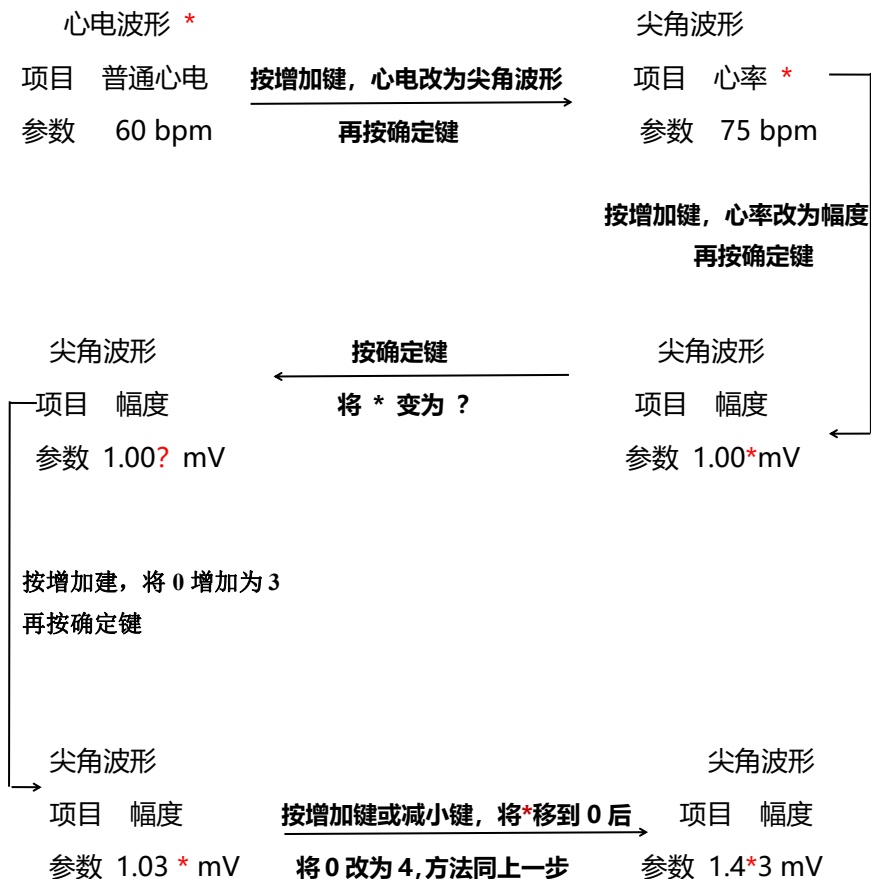 心电波形 *
项目 普通心电
参数 60 bpm
按增加键，心电改为尖角波形
再按确定键
尖角波形
项目 心率 *
参数 75 bpm
按增加键，心率改为幅度
再按确定键
尖角波形
项目 幅度
参数 1.00*mV
按确定键
将 * 变为 ？
尖角波形
项目 幅度
参数 1.00? mV
按增加建，将 0 增加为 3
再按确定键
尖角波形
项目 幅度
参数 1.03 * mV
按增加键或减小键，将*移到 0 后
将 0 改为 4,方法同上一步
尖角波形
项目 幅度
参数 1.4*3 mV